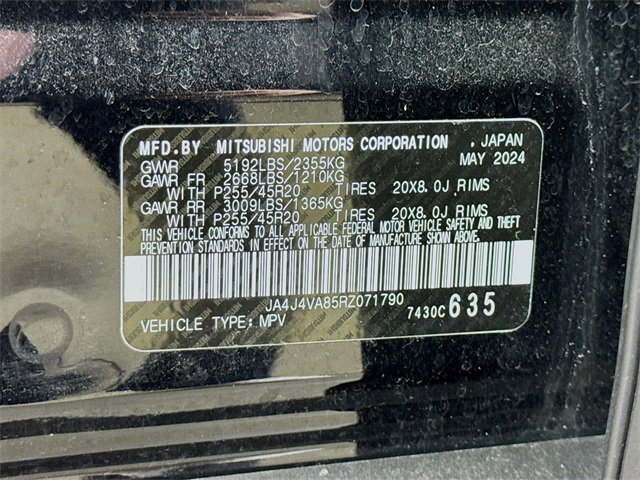 MFD.BY MITSUBISHI MOTORS CORPORATION , JAPAN
GVWR 5192LBS/2355KG MAY 2024
GAWR FR 2668LBS/1210KG
WITH P255/45R20 TIRES 20X8.0J RIMS
GAWR RR 3009LBS/1365KG
WITH P255/45R20 TIRES 20X8.0J RIMS
THIS VEHICLE CONFORMS TO ALL APPLICABLE FEDERAL MOTOR VEHICLE SAFETY AND THEFT
PREVENTION STANDARDS IN EFFECT ON THE DATE OF MANUFACTURE SHOWN ABOVE.
JA4J4VA85RZ071790
VEHICLE TYPE: MPV 7430C 635